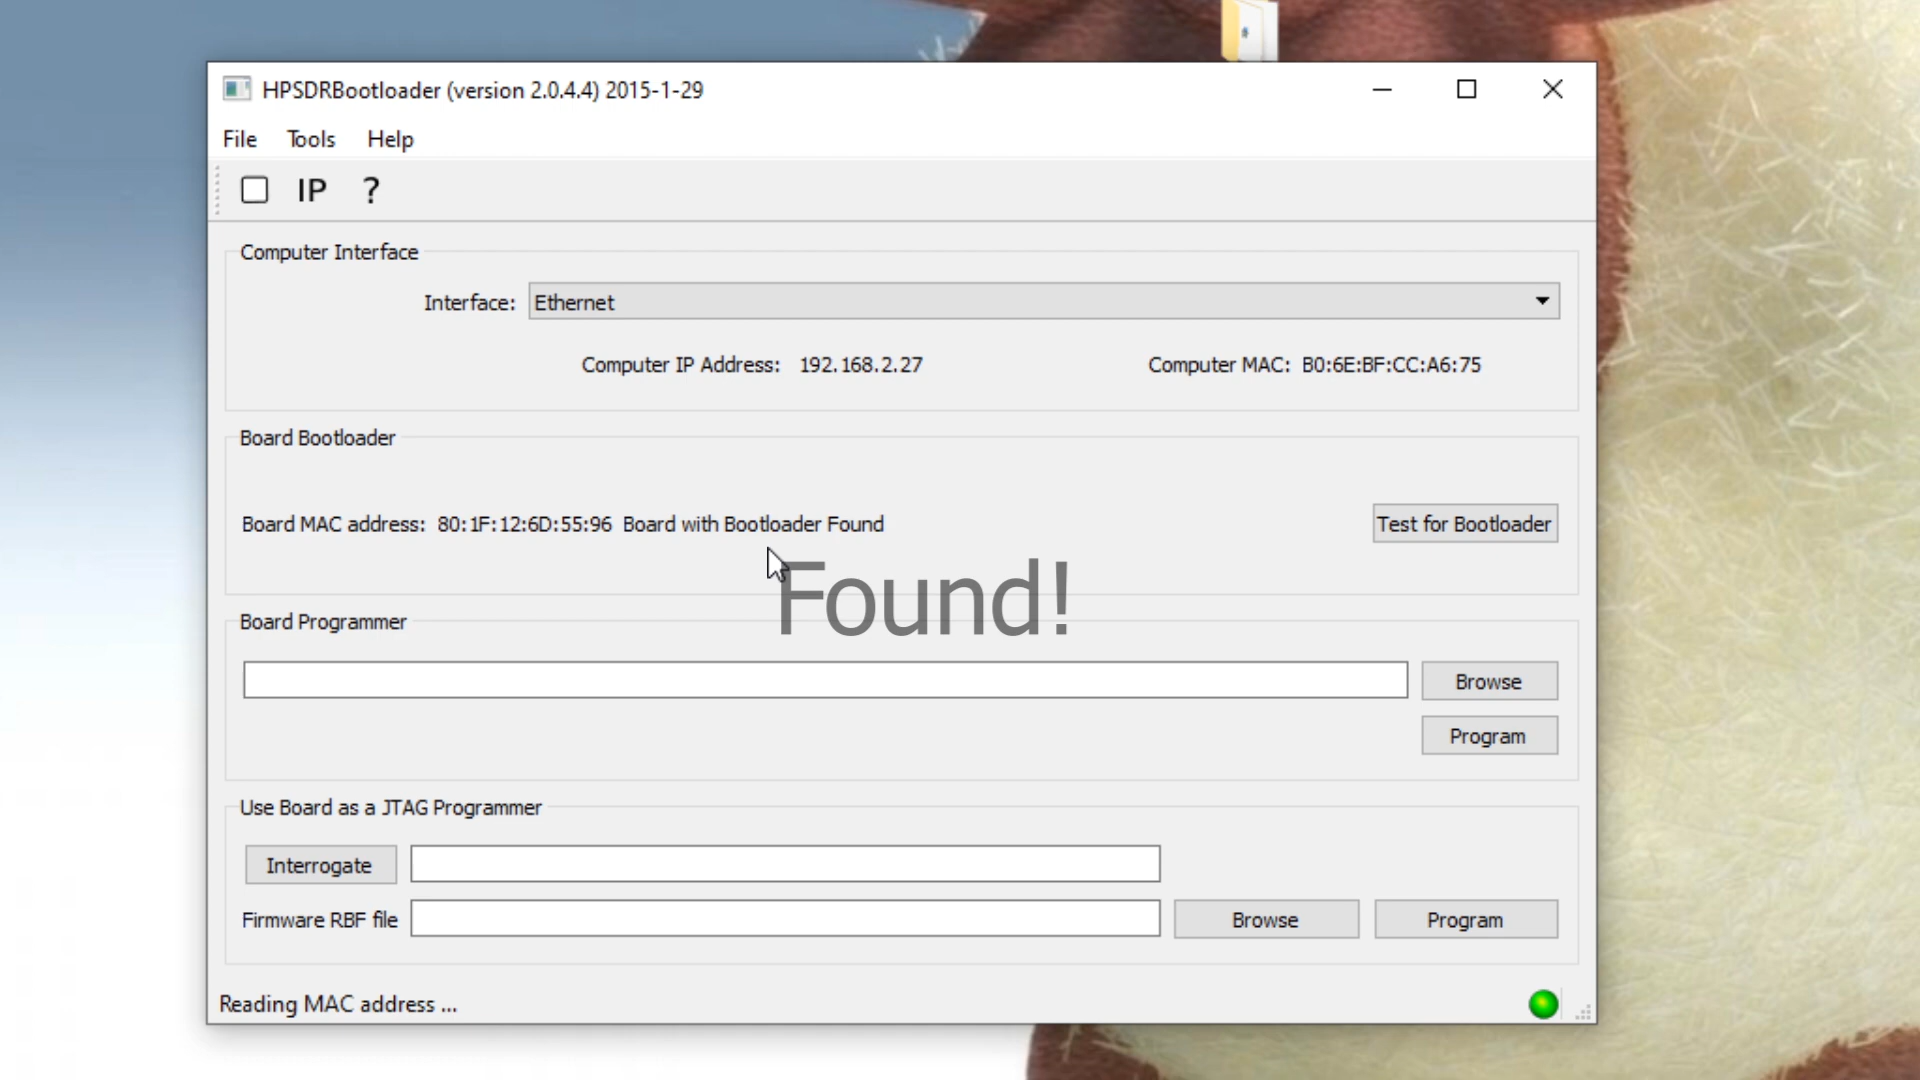 HPSDRBootloader (version 2.0.4.4) 2015-1-29
File Tools Help
IP ?
Computer Interface
Interface: Ethernet
Computer IP Address: 192.168.2.27 Computer MAC: B0:6E:BF:CC:A6:75
Board Bootloader
Board MAC address: 80:1F:12:6D:55:96 Board with Bootloader Found Test for Bootloader
Found!
Board Programmer
Browse
Program
Use Board as a JTAG Programmer
Interrogate
Firmware RBF file Browse Program
Reading MAC address ...